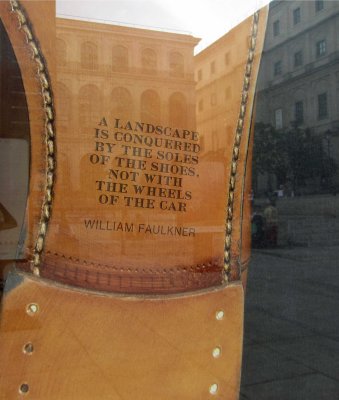 A LANDSCAPE
IS CONQUERED
BY THE SOLES
OF THE SHOES,
NOT WITH
THE WHEELS
OF THE CAR
WILLIAM FAULKNER